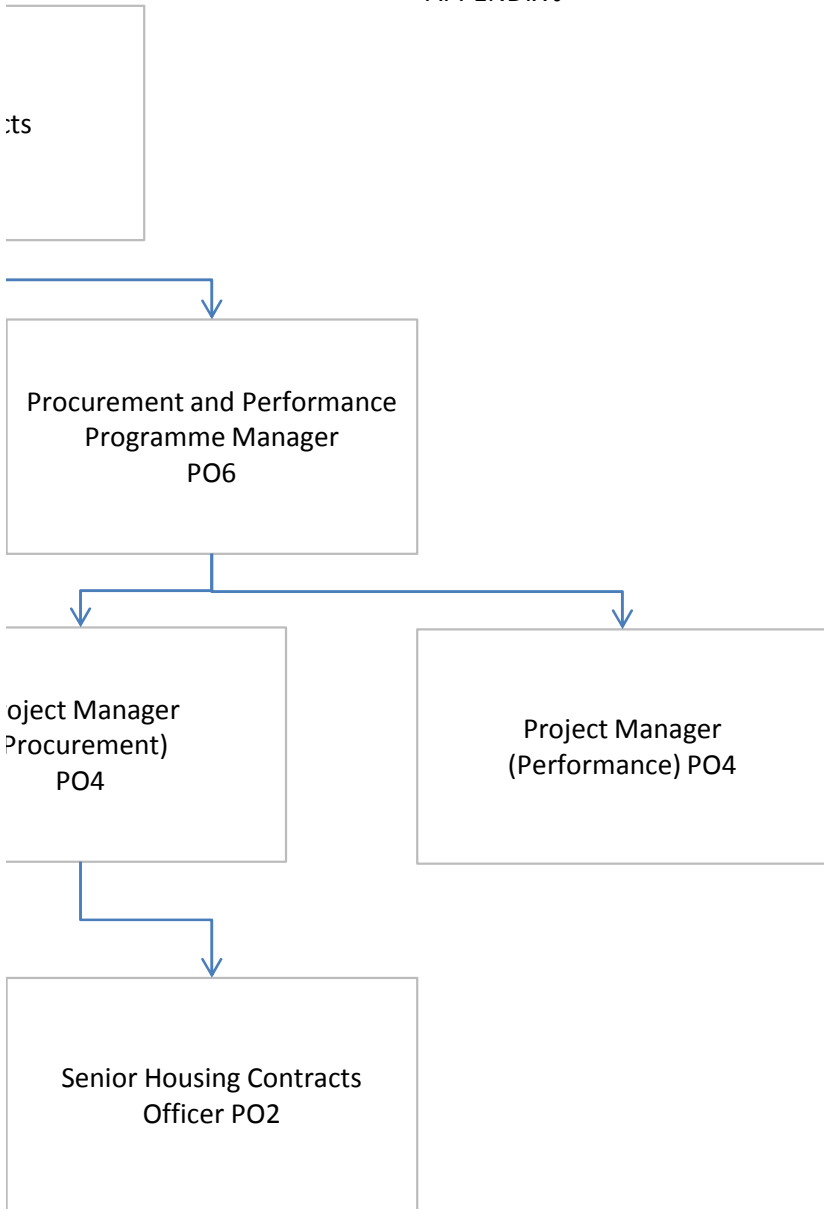 cts
Procurement and Performance
Programme Manager
PO6
oject Manager
Procurement)
PO4
Project Manager
(Performance) PO4
Senior Housing Contracts
Officer PO2